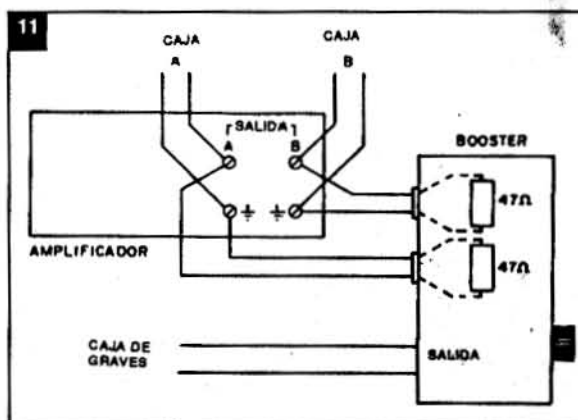 11
CAJA
A
CAJA
B
SALIDA
A
B
BOOSTER
47Ω
AMPLIFICADOR
47Ω
CAJA DE
GRAVES
SALIDA